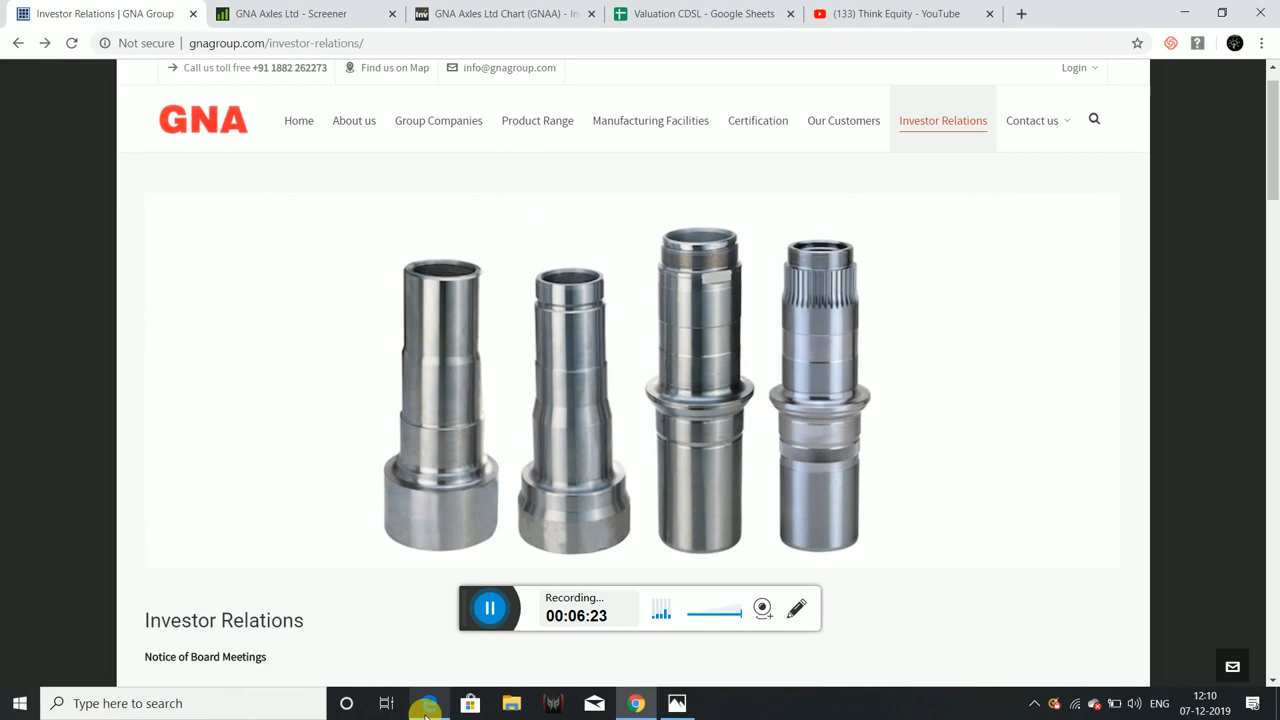 Investor Relations | GNA Group
GNA Axles Ltd - Screener
GNAAxles Ltd Chart (GNAA) - In
Valuation CDSL - Google Sheets
(133) Think Equity - YouTube
Not secure | gnagroup.com/investor-relations/
Call us toll free +91 1882 262273
Find us on Map
info@gnagroup.com
Login
GNA
Home
About us
Group Companies
Product Range
Manufacturing Facilities
Certification
Our Customers
Investor Relations
Contact us
Recording...
00:06:23
Investor Relations
Notice of Board Meetings
Type here to search
ENG
12:10
07-12-2019